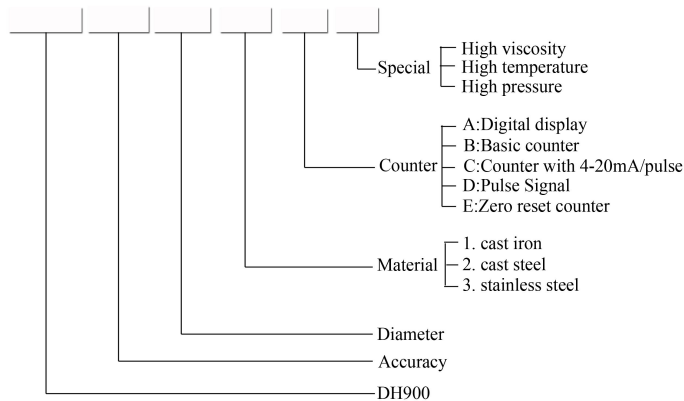 Special
High viscosity
High temperature
High pressure
Counter
A:Digital display
B:Basic counter
C:Counter with 4-20mA/pulse
D:Pulse Signal
E:Zero reset counter
Material
1. cast iron
2. cast steel
3. stainless steel
Diameter
Accuracy
DH900